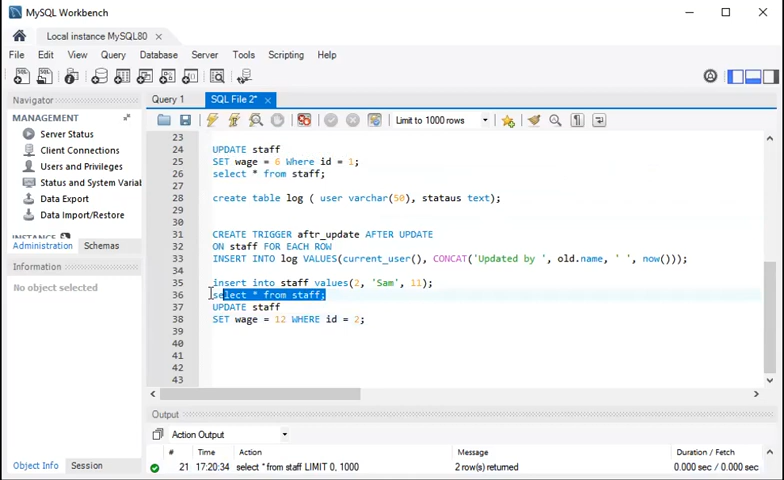 MySQL Workbench
Local instance MySQL80
File Edit View Query Database Server Tools Scripting Help
Navigator
MANAGEMENT
Server Status
Client Connections
Users and Privileges
Status and System Variab
Data Export
Data Import/Restore
Administration Schemas
Information
No object selected
Object Info Session
Query 1 SQL File 2*
Limit to 1000 rows
23
24 UPDATE staff
25 SET wage = 6 Where id = 1;
26 select * from staff;
27
28 create table log ( user varchar(50), stataus text);
29
30
31 CREATE TRIGGER aftr_update AFTER UPDATE
32 ON staff FOR EACH ROW
33 INSERT INTO log VALUES(current_user(), CONCAT('Updated by ', old.name, ' ', now()));
34
35 insert into staff values(2, 'Sam', 11);
36 select * from staff;
37 UPDATE staff
38 SET wage = 12 WHERE id = 2;
39
40
41
42
43
Output
Action Output
# Time Action Message Duration / Fetch
21 17:20:34 select * from staff LIMIT 0, 1000 2 row(s) returned 0.000 sec / 0.000 sec